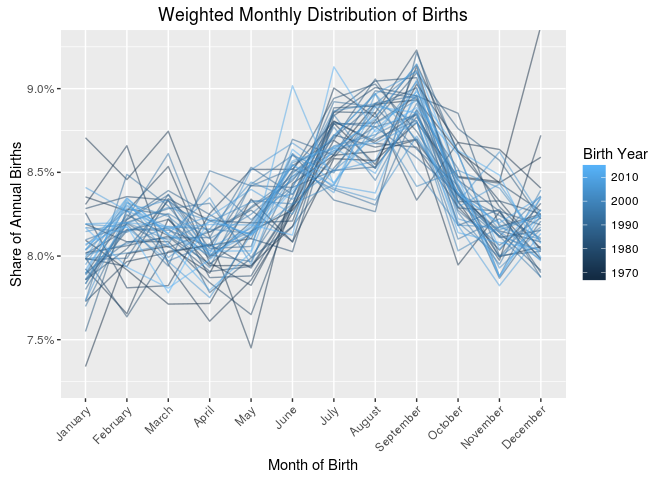 Weighted Monthly Distribution of Births
Share of Annual Births
9.0%
8.5%
8.0%
7.5%
January
February
March
April
May
June
July
August
September
October
November
December
Month of Birth
Birth Year
2010
2000
1990
1980
1970